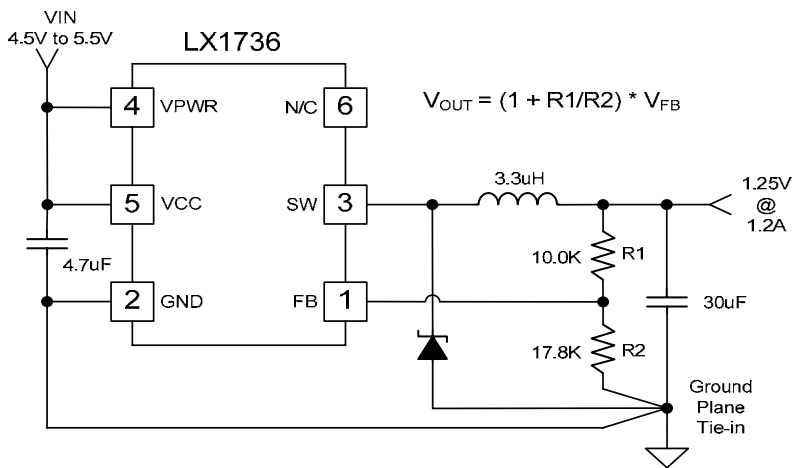 VIN
4.5V to 5.5V
LX1736
4 VPWR
N/C 6
VOUT = (1 + R1/R2) * VFB
3.3uH
1.25V
@
1.2A
5 VCC
SW 3
10.0K R1
4.7uF
2 GND
FB 1
30uF
17.8K R2
Ground
Plane
Tie-in